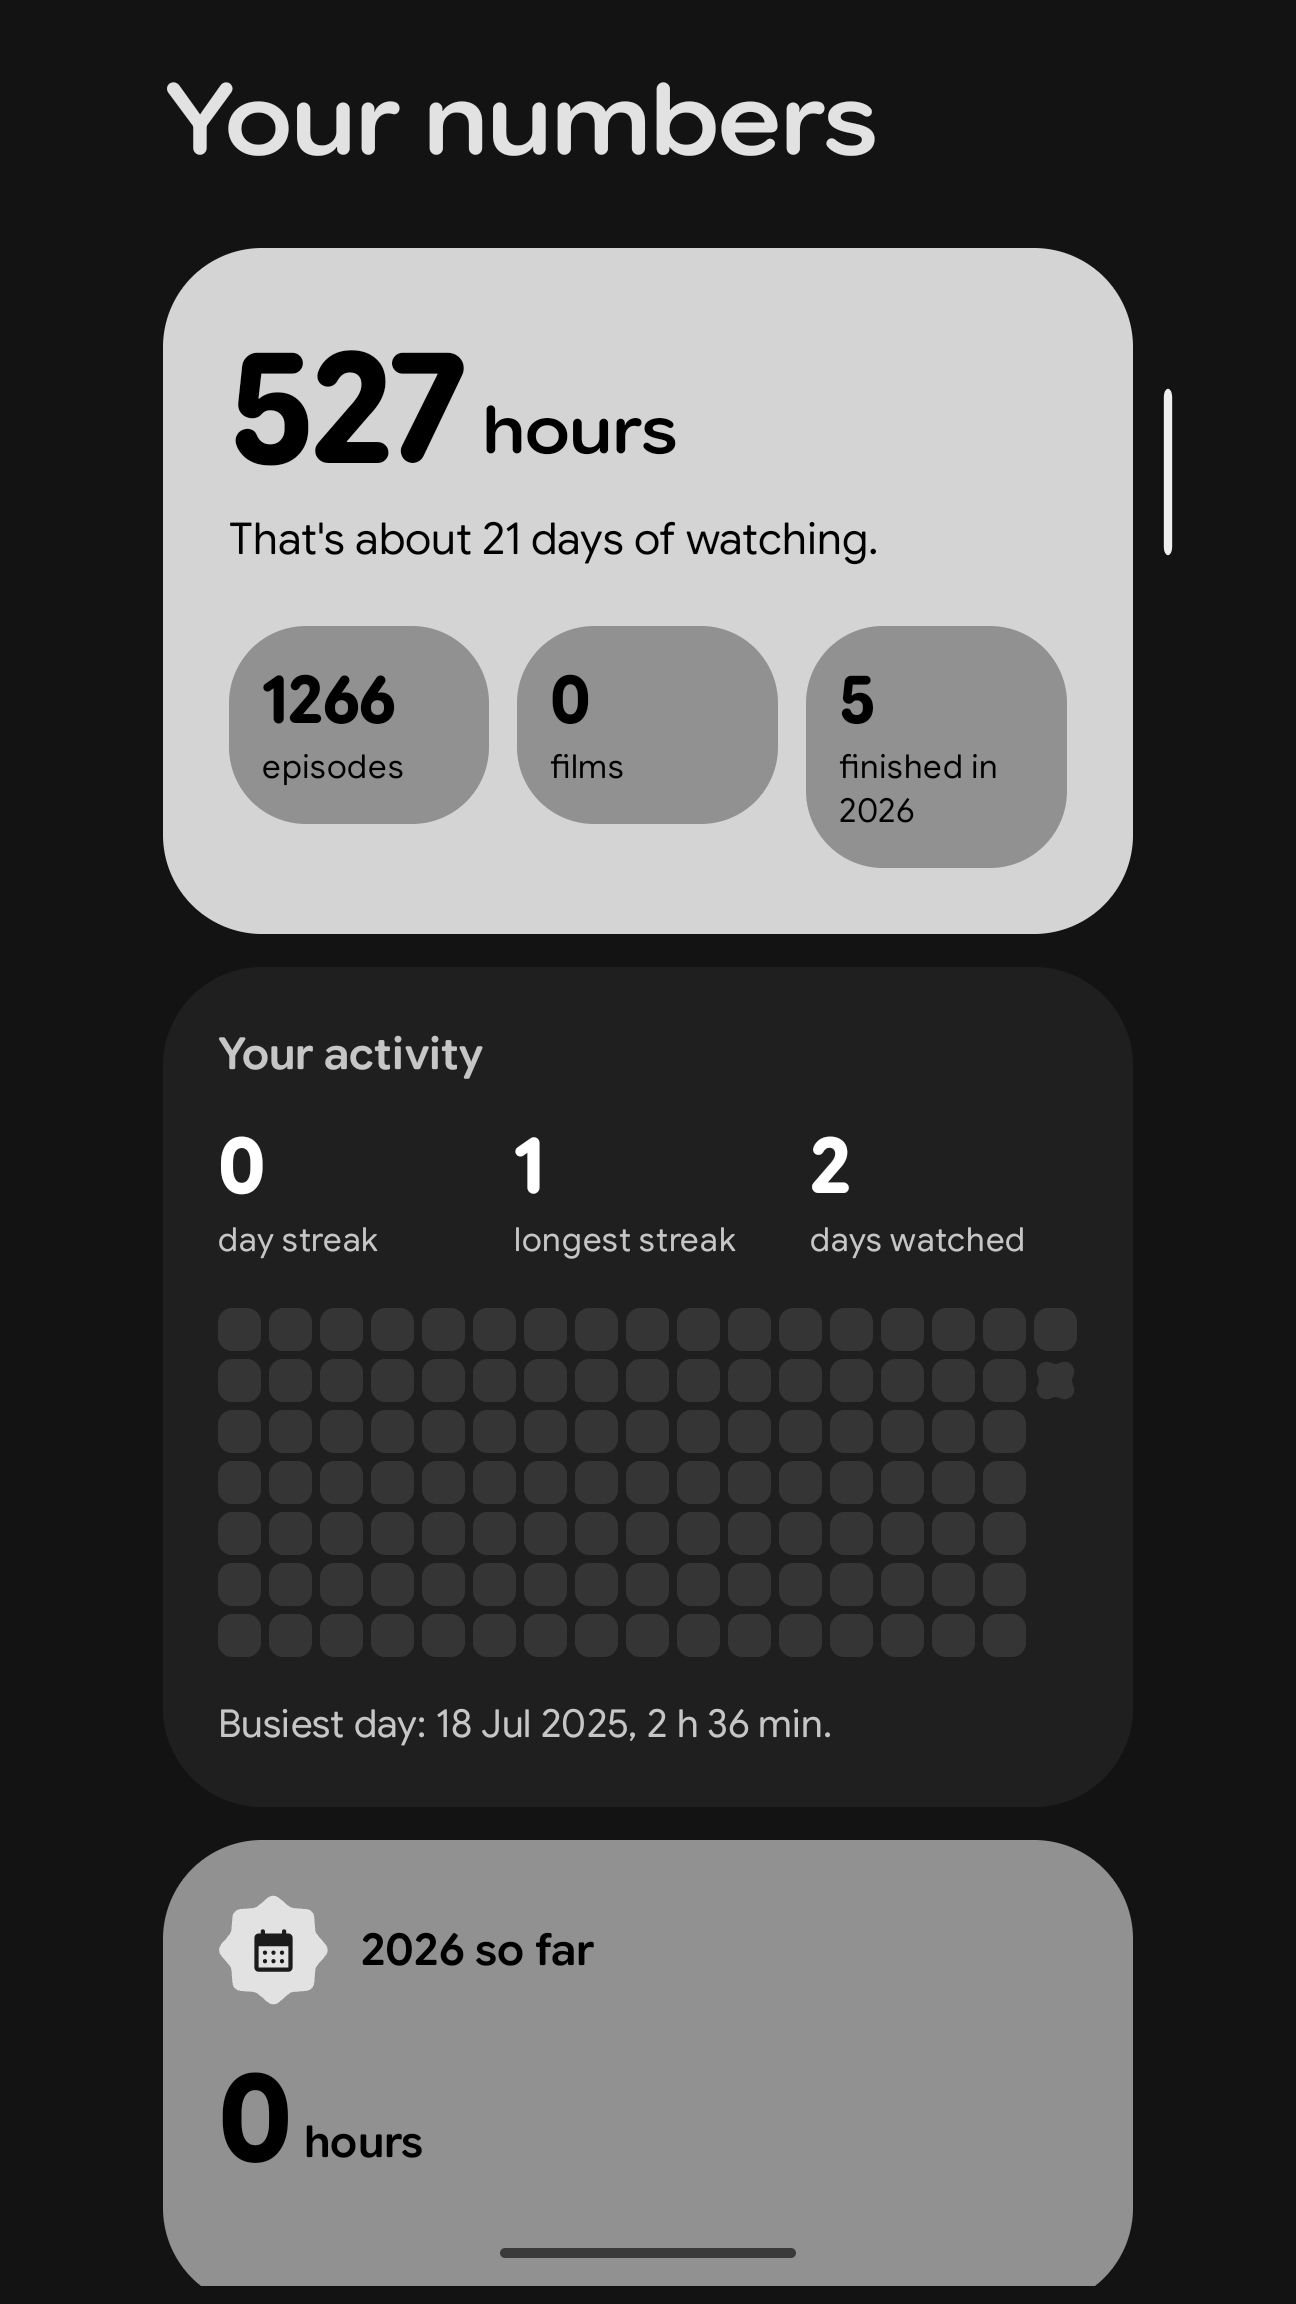 Your numbers
527 hours
That's about 21 days of watching.
1266
episodes
0
films
5
finished in
2026
Your activity
0
day streak
1
longest streak
2
days watched
Busiest day: 18 Jul 2025, 2 h 36 min.
2026 so far
0 hours